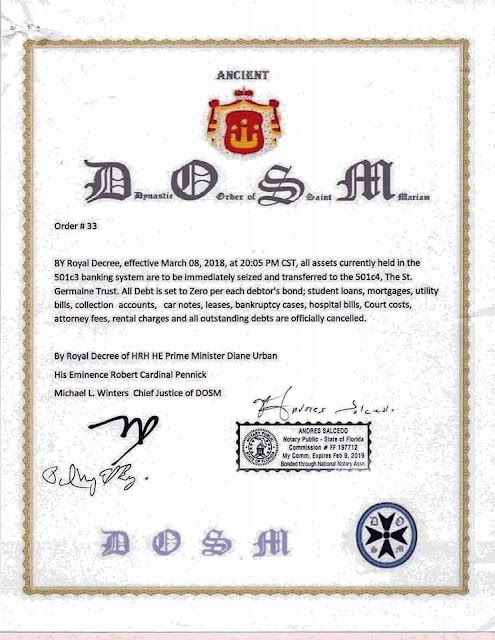 ANCIENT
Dynastic Order of Saint Mariam
Order # 33
BY Royal Decree, effective March 08, 2018, at 20:05 PM CST, all assets currently held in the
501c3 banking system are to be immediately seized and transferred to the 501c4, The St.
Germaine Trust. All Debt is set to Zero per each debtor's bond; student loans, mortgages, utility
bills, collection accounts, car notes, leases, bankruptcy cases, hospital bills, Court costs,
attorney fees, rental charges and all outstanding debts are officially cancelled.
By Royal Decree of HRH HE Prime Minister Diane Urban
His Eminence Robert Cardinal Pennick
Michael L. Winters Chief Justice of DOSM
Andres Salcedo.
ANDRES SALCEDO
Notary Public - State of Florida
Commission # FF 197712
My Comm. Expires Feb 9, 2019
Bonded through National Notary Assn.
D O S M
D O
S M